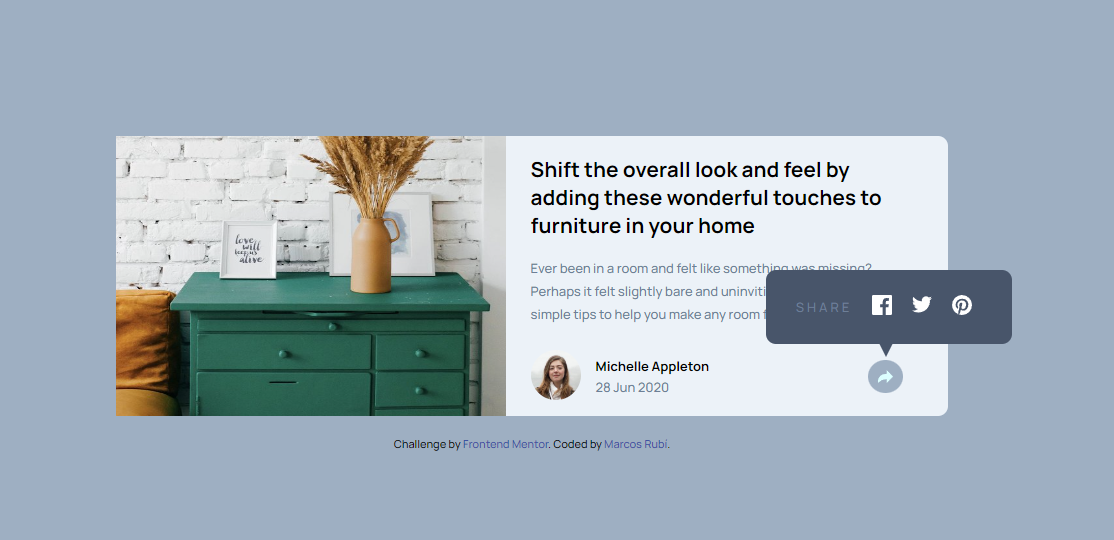 love
will
keep us
alive
Shift the overall look and feel by
adding these wonderful touches to
furniture in your home
Ever been in a room and felt like something was missing?
Perhaps it felt slightly bare and
simple tips to help you make any room
SHARE
Michelle Appleton
28 Jun 2020
Challenge by Frontend Mentor. Coded by Marcos Rubí.